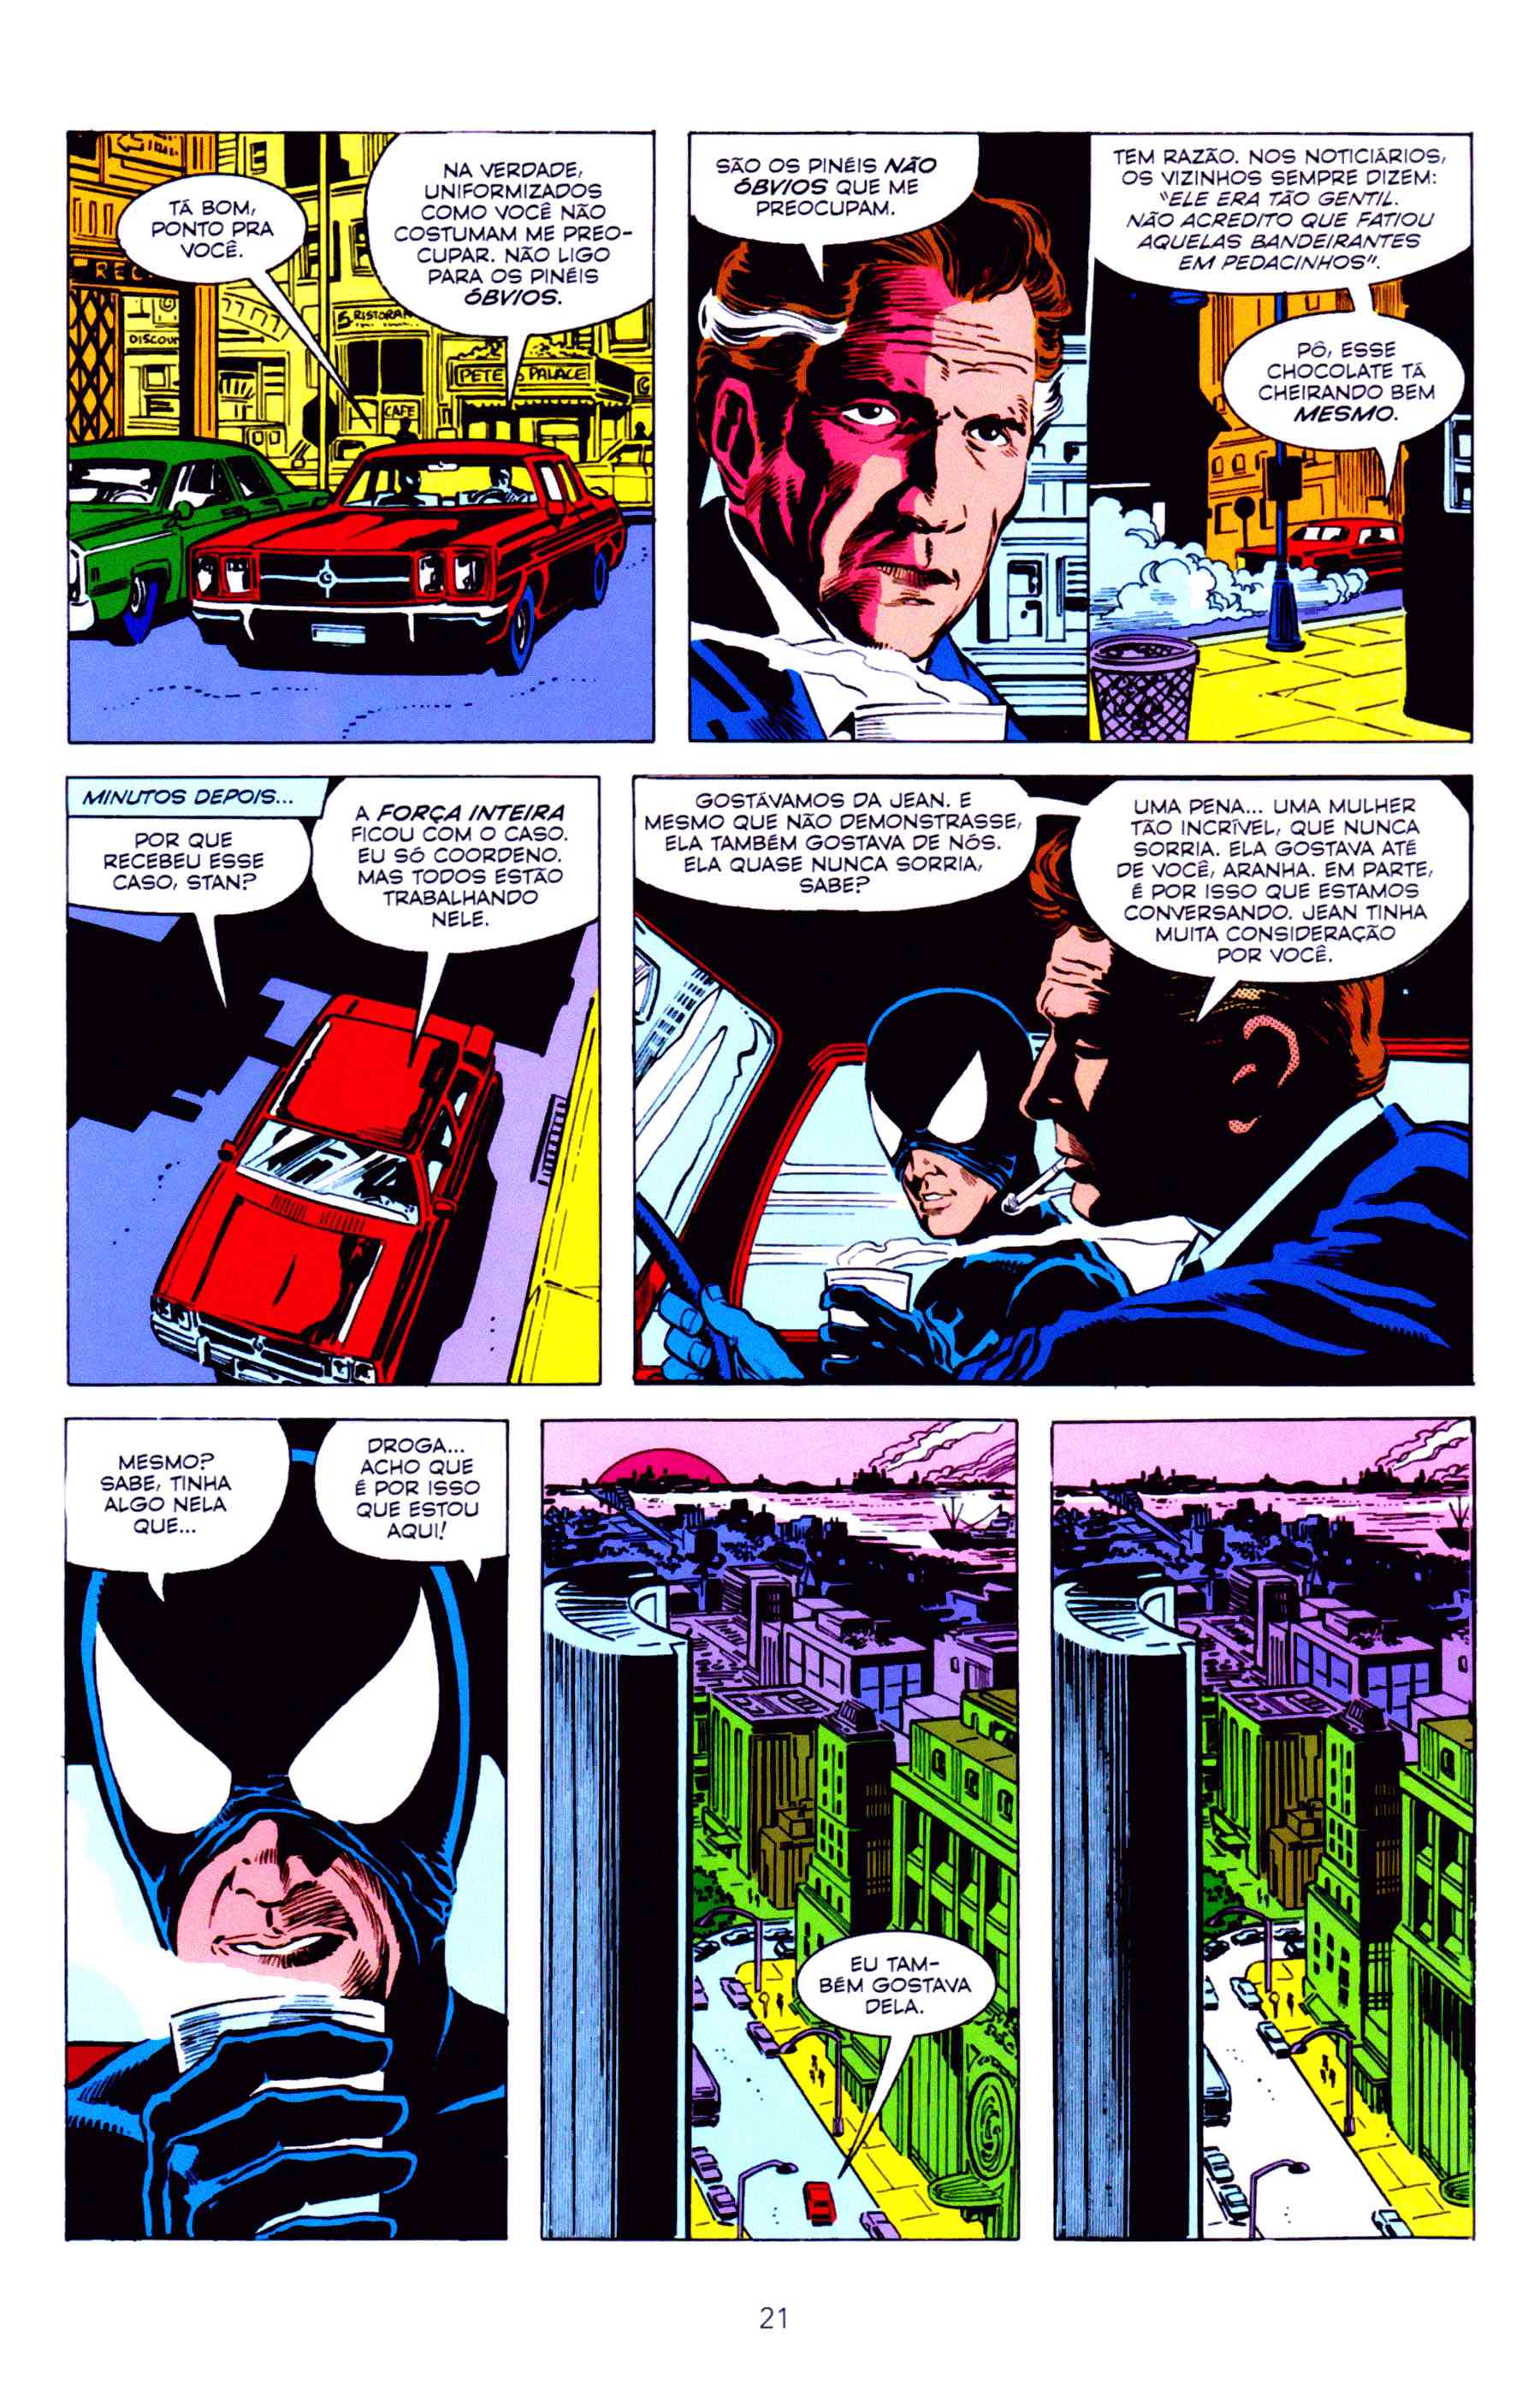 TÁ BOM,
PONTO PRA
VOCÊ.
NA VERDADE,
UNIFORMIZADOS
COMO VOCÊ NÃO
COSTUMAM ME PREO-
CUPAR. NÃO LIGO
PARA OS PINÉIS
ÓBVIOS.
DISCOU
RISTORA
CAFE
PETE'S PALACE
SÃO OS PINÉIS NÃO
ÓBVIOS QUE ME
PREOCUPAM.
TEM RAZÃO. NOS NOTICIÁRIOS,
OS VIZINHOS SEMPRE DIZEM:
"ELE ERA TÃO GENTIL.
NÃO ACREDITO QUE FATIOU
AQUELAS BANDEIRANTES
EM PEDACINHOS".
PÔ, ESSE
CHOCOLATE TÁ
CHEIRANDO BEM
MESMO.
MINUTOS DEPOIS...
POR QUE
RECEBEU ESSE
CASO, STAN?
A FORÇA INTEIRA
FICOU COM O CASO.
EU SÓ COORDENO.
MAS TODOS ESTÃO
TRABALHANDO
NELE.
GOSTÁVAMOS DA JEAN. E
MESMO QUE NÃO DEMONSTRASSE,
ELA TAMBÉM GOSTAVA DE NÓS.
ELA QUASE NUNCA SORRIA,
SABE?
UMA PENA... UMA MULHER
TÃO INCRÍVEL, QUE NUNCA
SORRIA. ELA GOSTAVA ATÉ
DE VOCÊ, ARANHA. EM PARTE,
É POR ISSO QUE ESTAMOS
CONVERSANDO. JEAN TINHA
MUITA CONSIDERAÇÃO
POR VOCÊ.
MESMO?
SABE, TINHA
ALGO NELA
QUE...
DROGA...
ACHO QUE
É POR ISSO
QUE ESTOU
AQUI!
EU TAM-
BÉM GOSTAVA
DELA.
21